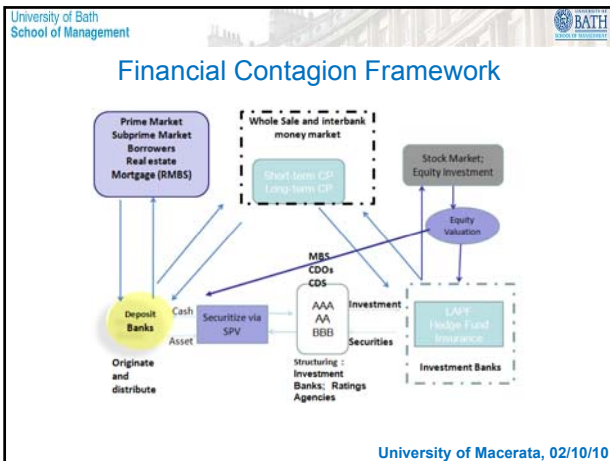 University of Bath
School of Management
BATH
Financial Contagion Framework
Prime Market
Subprime Market
Borrowers
Real estate
Mortgage (RMBS)
Whole Sale and interbank
money market
Short-term CP
Long-term CP
Stock Market;
Equity Investment
Equity
Valuation
MBS
CDOs
CDS
Deposit
Banks
Cash
Asset
Securitize via
SPV
AAA
AA
BBB
Investment
Securities
LAPF
Hedge Fund
Insurance
Investment Banks
Originate
and
distribute
Structuring :
Investment
Banks; Ratings
Agencies
University of Macerata, 02/10/10